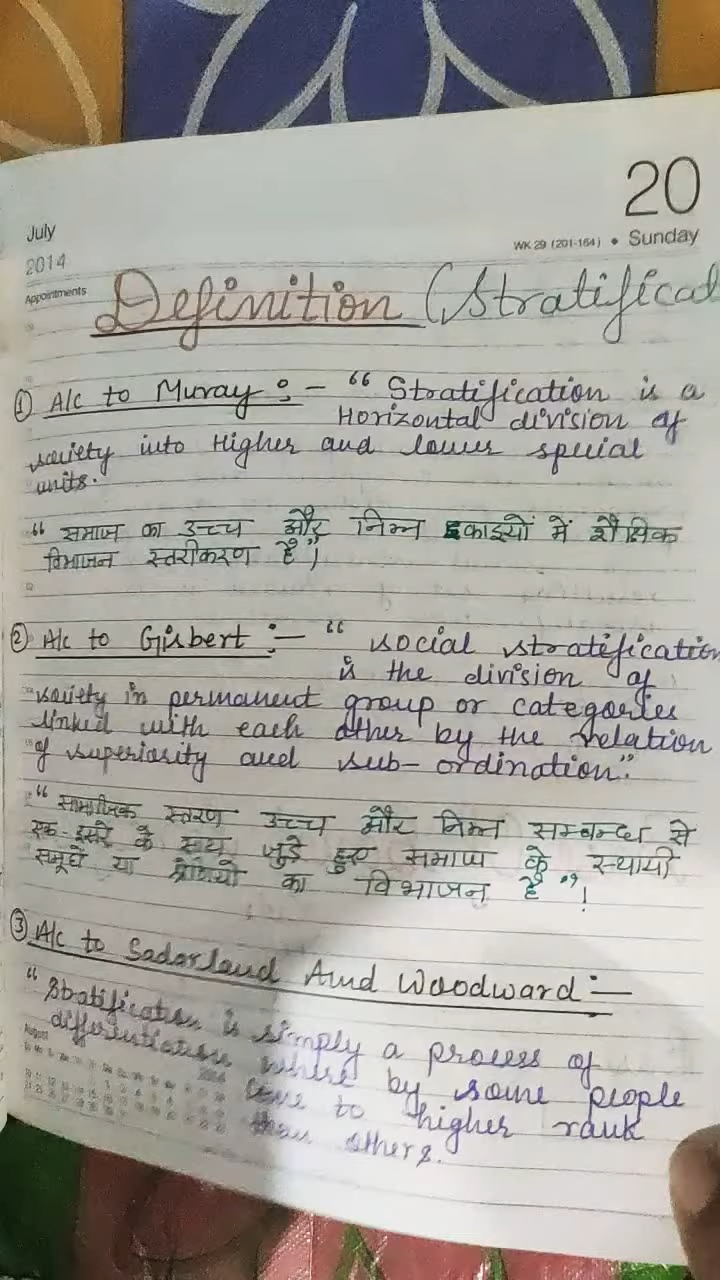 July
20
2014
WK 29 (201-164) • Sunday
Appointments
Definition (Stratificat
① A/c to Muray :- "Stratification is a
Horizontal division of
society into Higher and lower special
units.
"समाज का उच्च और निम्न इकाइयों में
विभाजन स्तरीकरण है"।
② A/c to Gisbert :- "social stratification
is the division of
society in permanent group or categories
linked with each other by the relation
of superiority and sub-ordination".
"सामाजिक स्तरण उच्च और निम्न सम्बन्ध से
एक-दूसरे के साथ जुड़े हुए समाज के स्थायी
समूहों या श्रेणियों का विभाजन है"।
③ A/c to Sadarland And Woodward :-
"Stratification is simply a process of
differentiation where by some people
come to higher rank
than others.
August
2014